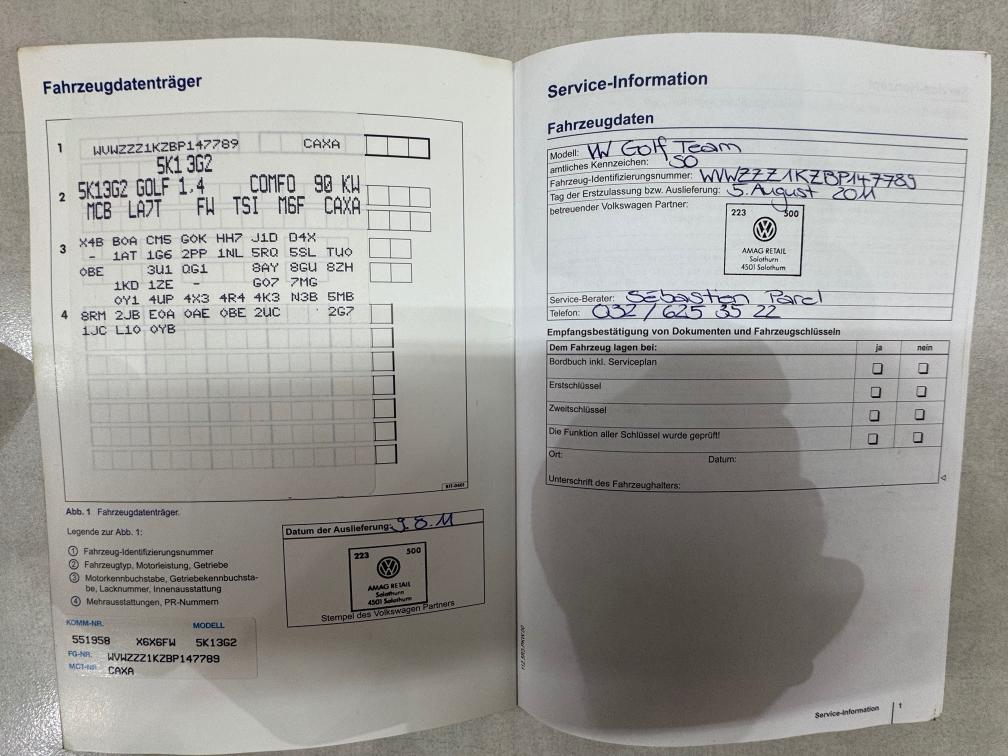 Fahrzeugdatenträger
1 WVWZZZ1KZBP147789 CAXA
5K1 3G2
2 5K13G2 GOLF 1,4 COMFO 90 KW
MCB LA7T FW TSI M6F CAXA
3 X4B B0A CM5 G0K HH7 J1D D4X
- 1AT 1G6 2PP 1NL 5RQ 5SL TU0
0BE 3U1 QG1 8AY 8GU 8ZH
1KD 1ZE - G07 7MG
0Y1 4UP 4X3 4R4 4K3 N3B 5MB
4 8RM 2JB E0A 0AE 0BE 2UC 2G7
1JC L10 0YB
B1T-0401
Abb. 1 Fahrzeugdatenträger.
Legende zur Abb. 1:
① Fahrzeug-Identifizierungsnummer
② Fahrzeugtyp, Motorleistung, Getriebe
③ Motorkennbuchstabe, Getriebekennbuchsta-
be, Lacknummer, Innenausstattung
④ Mehrausstattungen, PR-Nummern
Datum der Auslieferung: 9.8.11
223 500
AMAG RETAIL
Solothurn
4501 Solothurn
Stempel des Volkswagen Partners
KOMM-NR. MODELL
551958 X6X6FW 5K13G2
FG-NR. WVWZZZ1KZBP147789
MCT-NR. CAXA
Service-Information
Fahrzeugdaten
Modell: VW Golf Team
amtliches Kennzeichen: SO
Fahrzeug-Identifizierungsnummer: WVWZZZ1KZBP147789
Tag der Erstzulassung bzw. Auslieferung: 5. August 2011
betreuender Volkswagen Partner:
223 500
AMAG RETAIL
Solothurn
4501 Solothurn
Service-Berater: Sébastien
Telefon: 032 / 625 35 22
Empfangsbestätigung von Dokumenten und Fahrzeugschlüsseln
Dem Fahrzeug lagen bei: ja nein
Bordbuch inkl. Serviceplan
Erstschlüssel
Zweitschlüssel
Die Funktion aller Schlüssel wurde geprüft!
Ort: Datum:
Unterschrift des Fahrzeughalters:
Service-Information 1